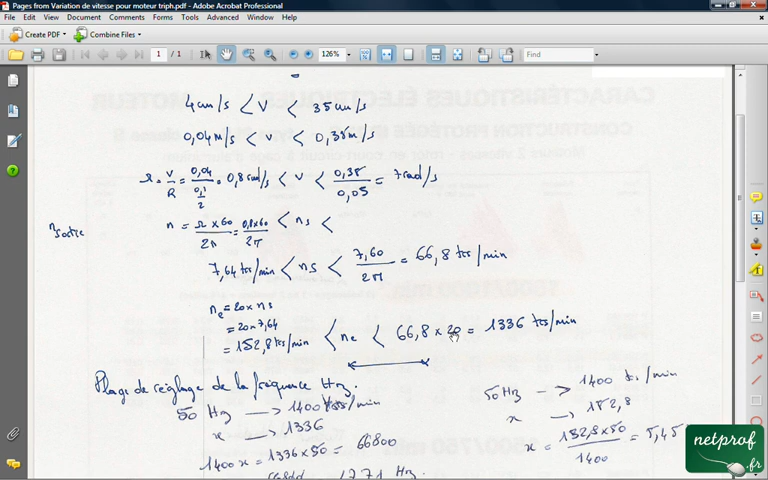 Pages from Variation de vitesse pour moteur triph.pdf - Adobe Acrobat Professional
File Edit View Document Comments Forms Tools Advanced Window Help
Create PDF Combine Files
1 / 1 126% Find
CARACTÉRISTIQUES ÉLECTRIQUES MOTEUR
4 cm/s < V < 35 cm/s
0,04 m/s < v < 0,35 m/s
Ω = V/R = 0,04/(0,1/2) = 0,8 rad/s < v < 0,35/0,05 = 7 rad/s
n sortie
n = Ω x 60/2π = 0,8 x 60/2π < ns <
7,64 trs/min < ns < 7,60/2π = 66,8 trs/min
ne = 20 x ns
= 20 x 7,64
= 152,8 trs/min < ne < 66,8 x 20 = 1336 trs/min
Plage de réglage de la fréquence Hz.
50 Hz → 1400 trs/min
x → 1336
1400 x = 1336 x 50 = 66800
50 Hz → 1400 tr/min
x → 152,8
x = 152,8 x 50/1400 = 5,45
netprof
.fr